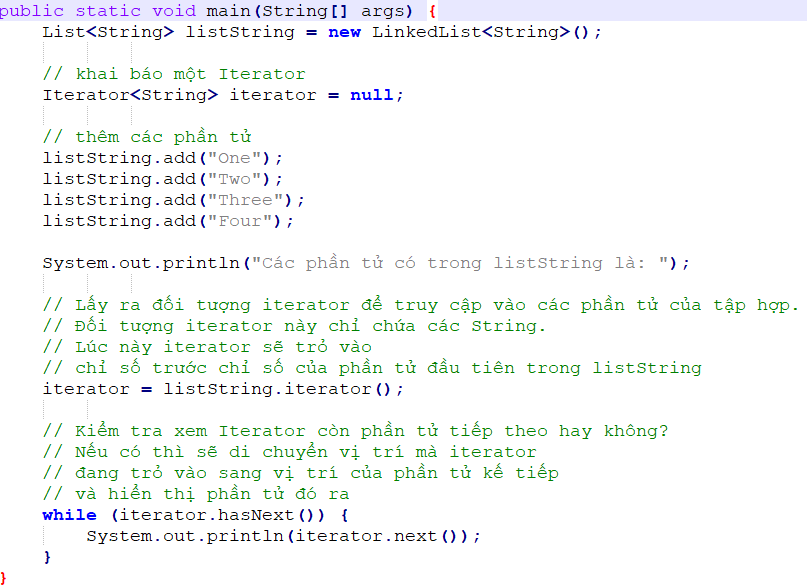 public static void main(String[] args) {
    List<String> listString = new LinkedList<String>();
    // khai báo một Iterator
    Iterator<String> iterator = null;
    // thêm các phần tử
    listString.add("One");
    listString.add("Two");
    listString.add("Three");
    listString.add("Four");
    System.out.println("Các phần tử có trong listString là: ");
    // Lấy ra đối tượng iterator để truy cập vào các phần tử của tập hợp.
    // Đối tượng iterator này chỉ chứa các String.
    // Lúc này iterator sẽ trỏ vào
    // chỉ số trước chỉ số của phần tử đầu tiên trong listString
    iterator = listString.iterator();
    // Kiểm tra xem Iterator còn phần tử tiếp theo hay không?
    // Nếu có thì sẽ di chuyển vị trí mà iterator
    // đang trỏ vào sang vị trí của phần tử kế tiếp
    // và hiển thị phần tử đó ra
    while (iterator.hasNext()) {
        System.out.println(iterator.next());
    }
}